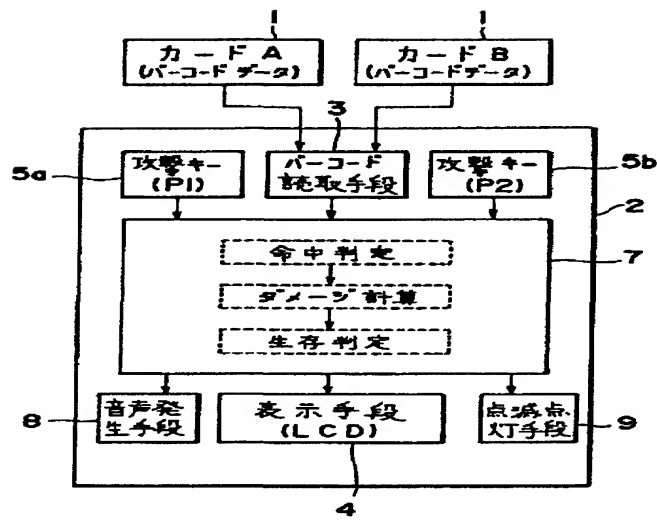 1
1
カード A
(バーコードデータ)
カード B
(バーコードデータ)
3
5a
攻撃キー
(P1)
バーコード
読取手段
攻撃キー
(P2)
5b
2
命中判定
7
ダメージ計算
生存判定
8
音声発
生手段
表示手段
(LCD)
点滅点
灯手段
9
4